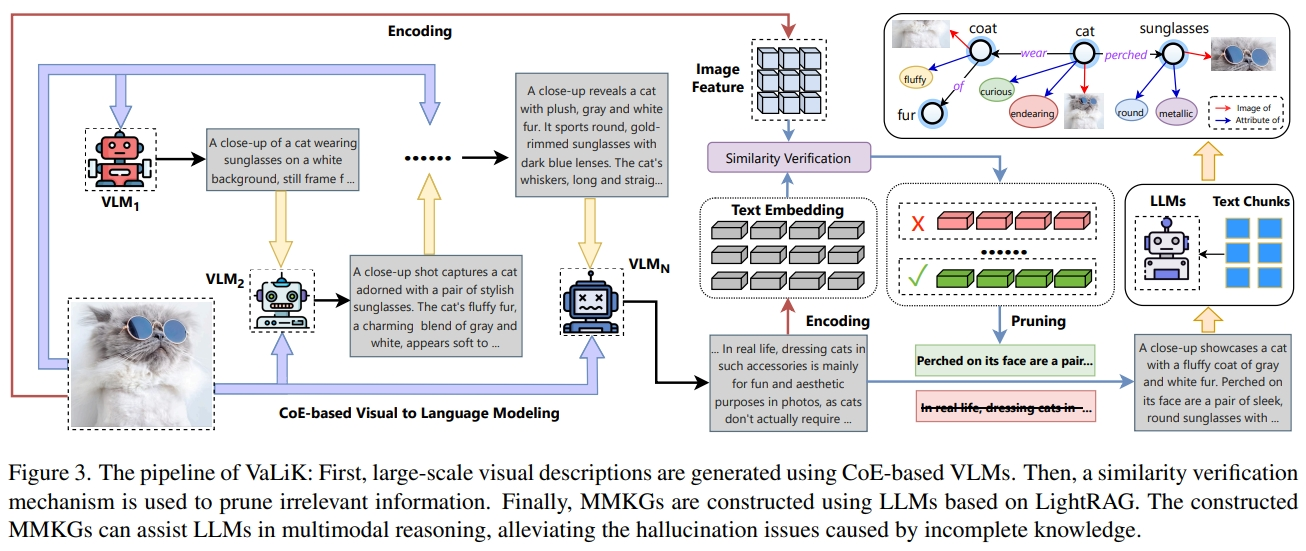 Encoding
VLM1
A close-up of a cat wearing
sunglasses on a white
background, still frame f ...
......
A close-up reveals a cat
with plush, gray and white
fur. It sports round, gold-
rimmed sunglasses with
dark blue lenses. The cat's
whiskers, long and straig...
VLM2
A close-up shot captures a cat
adorned with a pair of stylish
sunglasses. The cat's fluffy fur,
a charming blend of gray and
white, appears soft to ...
VLMN
CoE-based Visual to Language Modeling
Image
Feature
Similarity Verification
Text Embedding
Encoding
... In real life, dressing cats in
such accessories is mainly
for fun and aesthetic
purposes in photos, as cats
don't actually require ...
X
......
✓
Pruning
Perched on its face are a pair...
In real life, dressing cats in ...
coat
cat
sunglasses
wear
perched
fluffy
of
fur
curious
endearing
round
metallic
Image of
Attribute of
LLMs
Text Chunks
A close-up showcases a cat
with a fluffy coat of gray
and white fur. Perched on
its face are a pair of sleek,
round sunglasses with ...
Figure 3. The pipeline of VaLiK: First, large-scale visual descriptions are generated using CoE-based VLMs. Then, a similarity verification
mechanism is used to prune irrelevant information. Finally, MMKGs are constructed using LLMs based on LightRAG. The constructed
MMKGs can assist LLMs in multimodal reasoning, alleviating the hallucination issues caused by incomplete knowledge.